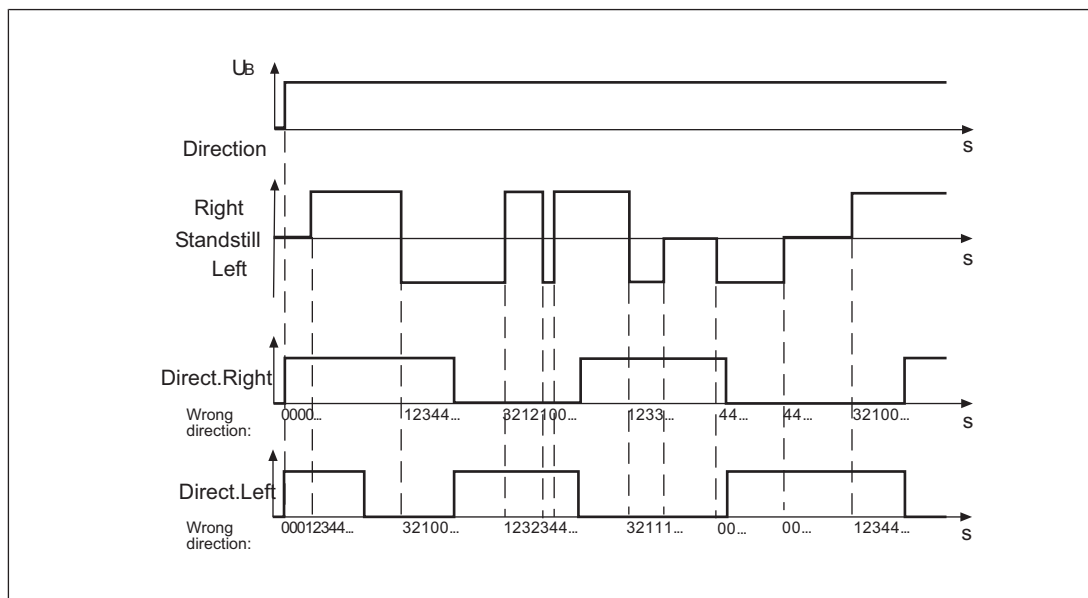 UB
Direction
s
Right
Standstill
s
Left
Direct.Right
Wrong direction: 0000... 12344... 3212100... 1233... 44... 44... 32100...
s
Direct.Left
Wrong direction: 00012344... 32100... 1232344... 32111... 00... 00... 12344...
s